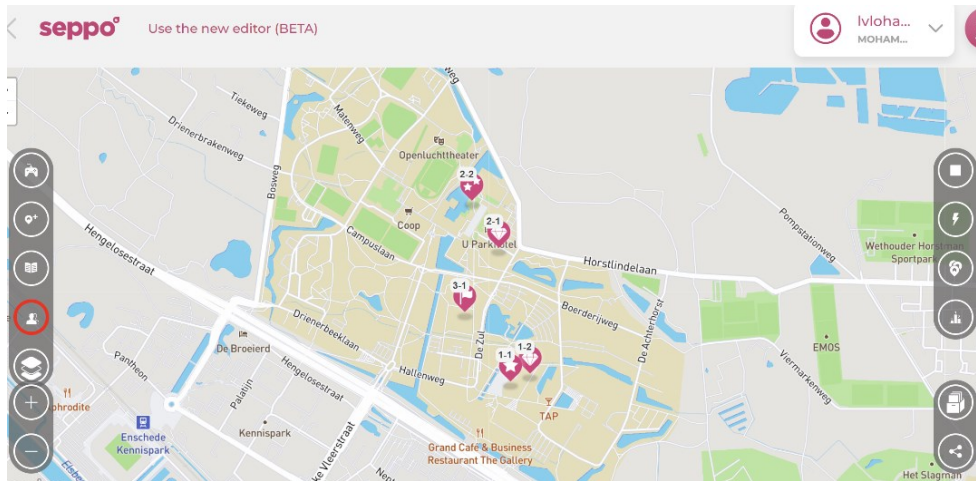 seppo
Use the new editor (BETA)
lvloha...
MOHAM...
weg
Tiekeweg
Matenweg
Drienerbrakenweg
Openluchttheater
Bosweg
2-2
Coop
2-1
U Parkhotel
Campuslaan
Hengelosestraat
Horstlindelaan
Pompstationweg
Wethouder Horstman
Sportpark
3-1
Boerderijweg
De Achterhorst
Drienerbeeklaan
De Zul
De Broeierd
1-1
1-2
EMOS
Hallenweg
Hengelosestraat
Viermarkenweg
Pantheon
Palatijn
TAP
Kennispark
Enschede
Kennispark
Grand Café & Business
Restaurant The Gallery
Het Slagman